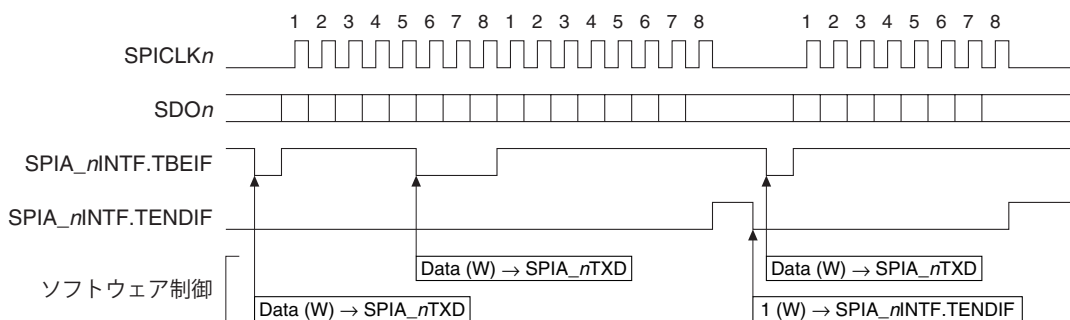 1 2 3 4 5 6 7 8 1 2 3 4 5 6 7 8 1 2 3 4 5 6 7 8
SPICLKn
SDOn
SPIA_nINTF.TBEIF
SPIA_nINTF.TENDIF
Data (W) → SPIA_nTXD Data (W) → SPIA_nTXD
ソフトウェア制御
Data (W) → SPIA_nTXD 1 (W) → SPIA_nINTF.TENDIF